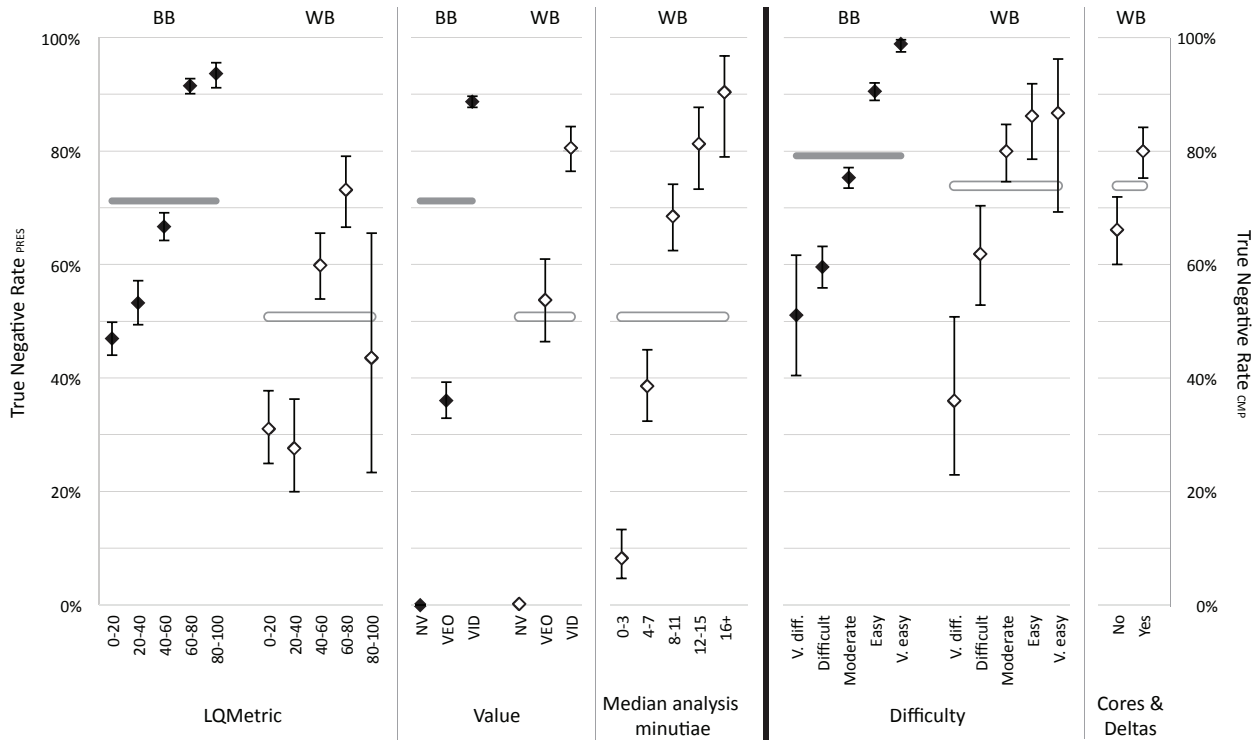 BB WB BB WB WB BB WB WB
100% 100%
80% 80%
60% 60%
40% 40%
20% 20%
0% 0%
True Negative Rate PRES
True Negative Rate CMP
0-20 20-40 40-60 60-80 80-100 0-20 20-40 40-60 60-80 80-100 NV VEO VID NV VEO VID 0-3 4-7 8-11 12-15 16+ V. diff. Difficult Moderate Easy V. easy V. diff. Difficult Moderate Easy V. easy No Yes
LQMetric Value Median analysis Difficulty Cores &
minutiae Deltas